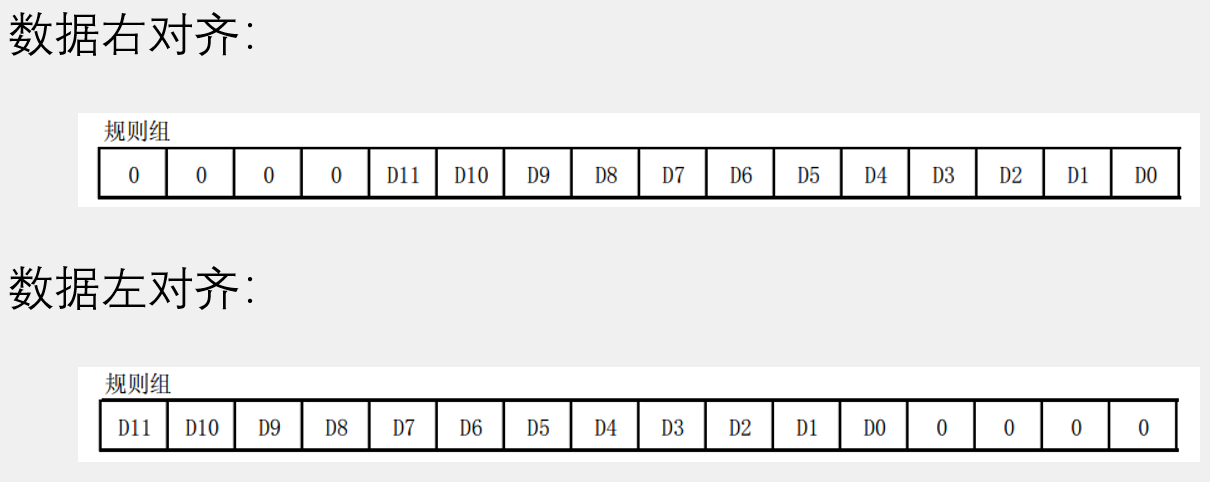 数据右对齐：
规则组
0 0 0 0 D11 D10 D9 D8 D7 D6 D5 D4 D3 D2 D1 D0
数据左对齐：
规则组
D11 D10 D9 D8 D7 D6 D5 D4 D3 D2 D1 D0 0 0 0 0